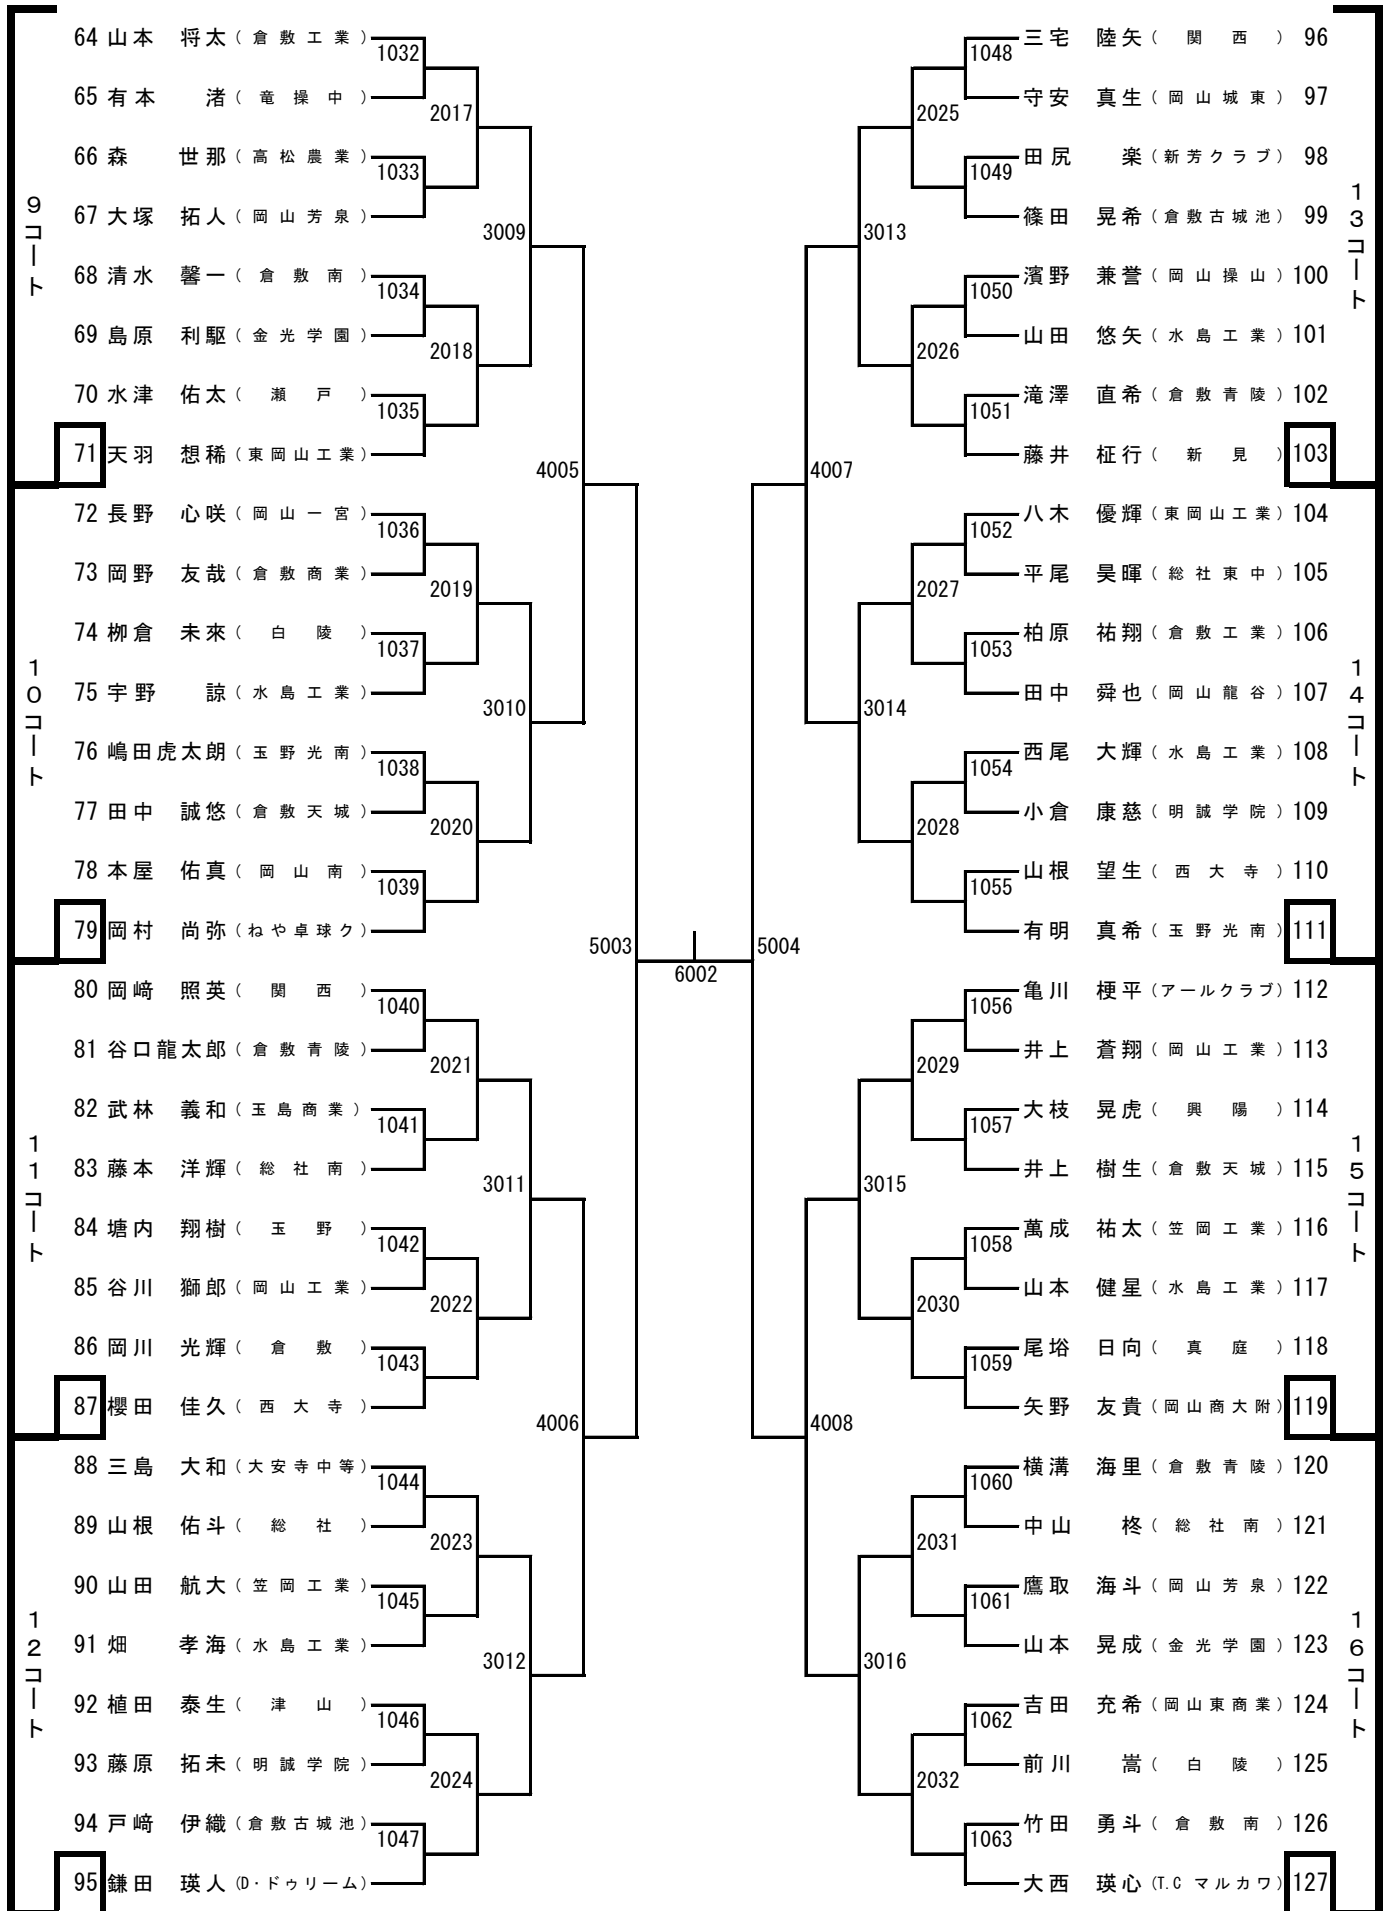 64 山本 将太 (倉敷工業)
1032
65 有本 渚 (竜操中)
2017
66 森 世那 (高松農業)
1033
67 大塚 拓人 (岡山芳泉)
9コート
3009
68 清水 馨一 (倉敷南)
1034
69 島原 利駆 (金光学園)
2018
70 水津 佑太 (瀬戸)
1035
71 天羽 想稀 (東岡山工業)
4005
72 長野 心咲 (岡山一宮)
1036
73 岡野 友哉 (倉敷商業)
2019
74 栁倉 未來 (白陵)
1037
75 宇野 諒 (水島工業)
10コート
3010
76 嶋田虎太朗 (玉野光南)
1038
77 田中 誠悠 (倉敷天城)
2020
78 本屋 佑真 (岡山南)
1039
79 岡村 尚弥 (ねや卓球ク)
5003
80 岡﨑 照英 (関西)
1040
81 谷口龍太郎 (倉敷青陵)
2021
82 武林 義和 (玉島商業)
1041
83 藤本 洋輝 (総社南)
11コート
3011
84 塘内 翔樹 (玉野)
1042
85 谷川 獅郎 (岡山工業)
2022
86 岡川 光輝 (倉敷)
1043
87 櫻田 佳久 (西大寺)
4006
88 三島 大和 (大安寺中等)
1044
89 山根 佑斗 (総社)
2023
90 山田 航大 (笠岡工業)
1045
91 畑 孝海 (水島工業)
12コート
3012
92 植田 泰生 (津山)
1046
93 藤原 拓未 (明誠学院)
2024
94 戸﨑 伊織 (倉敷古城池)
1047
95 鎌田 瑛人 (D・ドゥリーム)
6002
三宅 陸矢 (関西) 96
1048
守安 真生 (岡山城東) 97
2025
田尻 楽 (新芳クラブ) 98
1049
篠田 晃希 (倉敷古城池) 99
13コート
3013
濱野 兼誉 (岡山操山) 100
1050
山田 悠矢 (水島工業) 101
2026
滝澤 直希 (倉敷青陵) 102
1051
藤井 柾行 (新見) 103
4007
八木 優輝 (東岡山工業) 104
1052
平尾 昊暉 (総社東中) 105
2027
柏原 祐翔 (倉敷工業) 106
1053
田中 舜也 (岡山龍谷) 107
14コート
3014
西尾 大輝 (水島工業) 108
1054
小倉 康慈 (明誠学院) 109
2028
山根 望生 (西大寺) 110
1055
有明 真希 (玉野光南) 111
5004
亀川 梗平 (アールクラブ) 112
1056
井上 蒼翔 (岡山工業) 113
2029
大枝 晃虎 (興陽) 114
1057
井上 樹生 (倉敷天城) 115
15コート
3015
萬成 祐太 (笠岡工業) 116
1058
山本 健星 (水島工業) 117
2030
尾塔 日向 (真庭) 118
1059
矢野 友貴 (岡山商大附) 119
4008
横溝 海里 (倉敷青陵) 120
1060
中山 柊 (総社南) 121
2031
鷹取 海斗 (岡山芳泉) 122
1061
山本 晃成 (金光学園) 123
16コート
3016
吉田 充希 (岡山東商業) 124
1062
前川 嵩 (白陵) 125
2032
竹田 勇斗 (倉敷南) 126
1063
大西 瑛心 (T.C マルカワ) 127